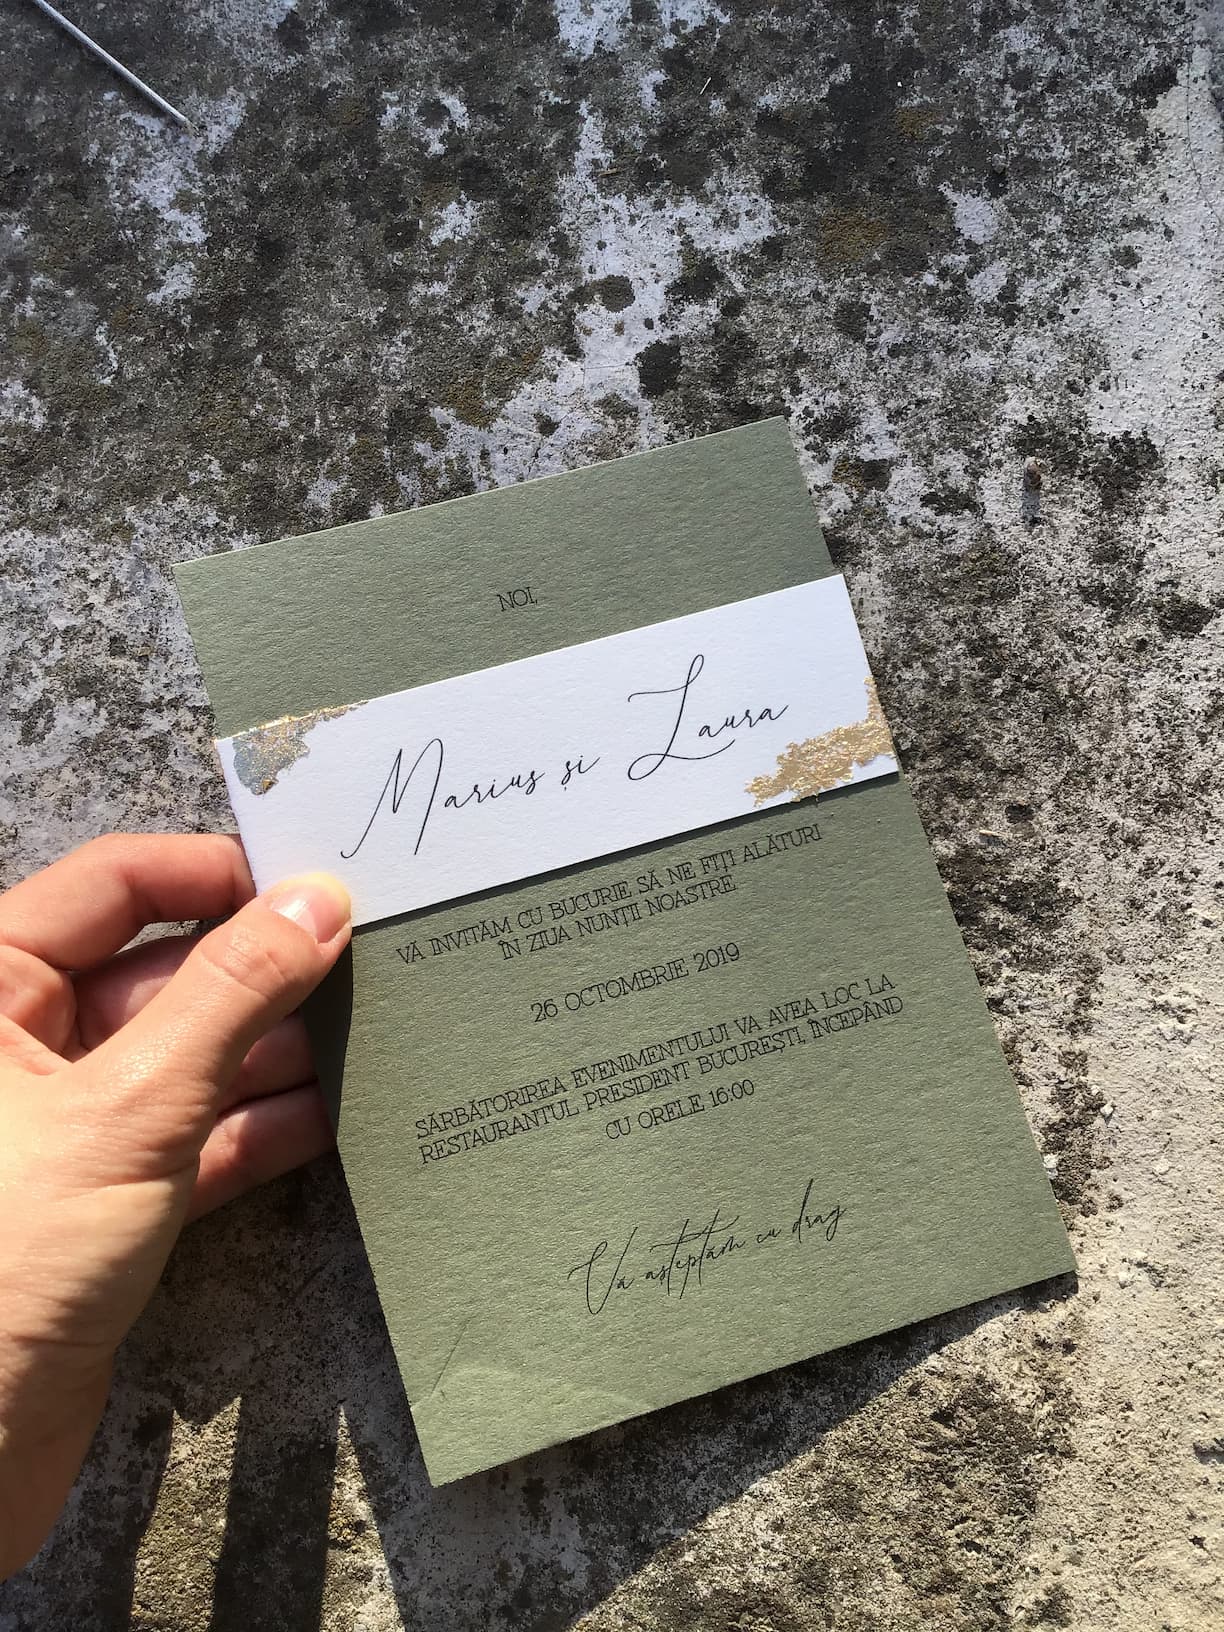 NOI,
Marius și Laura
VĂ INVITĂM CU BUCURIE SĂ NE FIȚI ALĂTURI
ÎN ZIUA NUNȚII NOASTRE
26 OCTOMBRIE 2019
SĂRBĂTORIREA EVENIMENTULUI VA AVEA LOC LA
RESTAURANTUL PRESIDENT BUCUREȘTI, ÎNCEPÂND
CU ORELE 16:00
Vă așteptăm cu drag